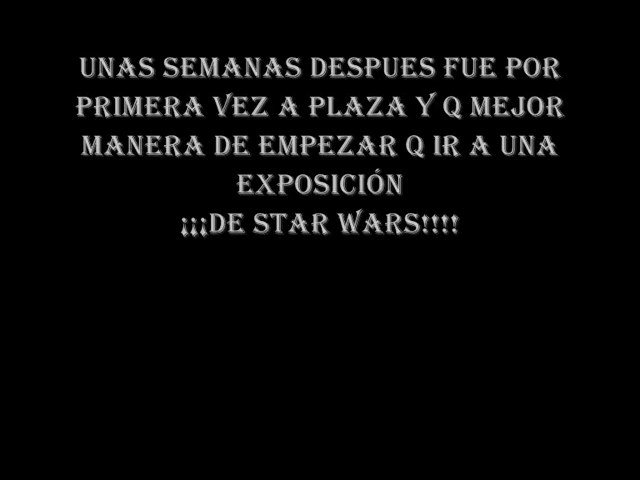 UNAS SEMANAS DESPUES FUE POR
PRIMERA VEZ A PLAZA Y Q MEJOR
MANERA DE EMPEZAR Q IR A UNA
EXPOSICIÓN
¡¡¡DE STAR WARS!!!!